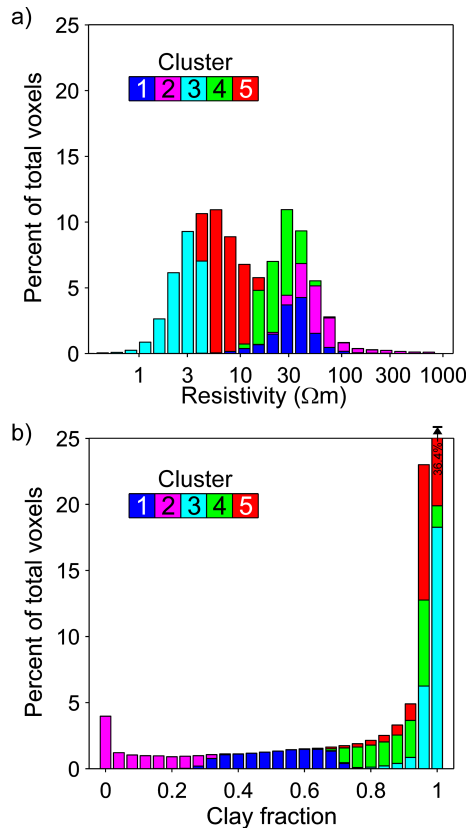 a)
25
20
15
10
5
0
Percent of total voxels
Cluster
1 2 3 4 5
1 3 10 30 100 1000
Resistivity (Ωm)
b)
25
20
15
10
5
0
Percent of total voxels
Cluster
1 2 3 4 5
36.4%
0 0.2 0.4 0.6 0.8 1
Clay fraction